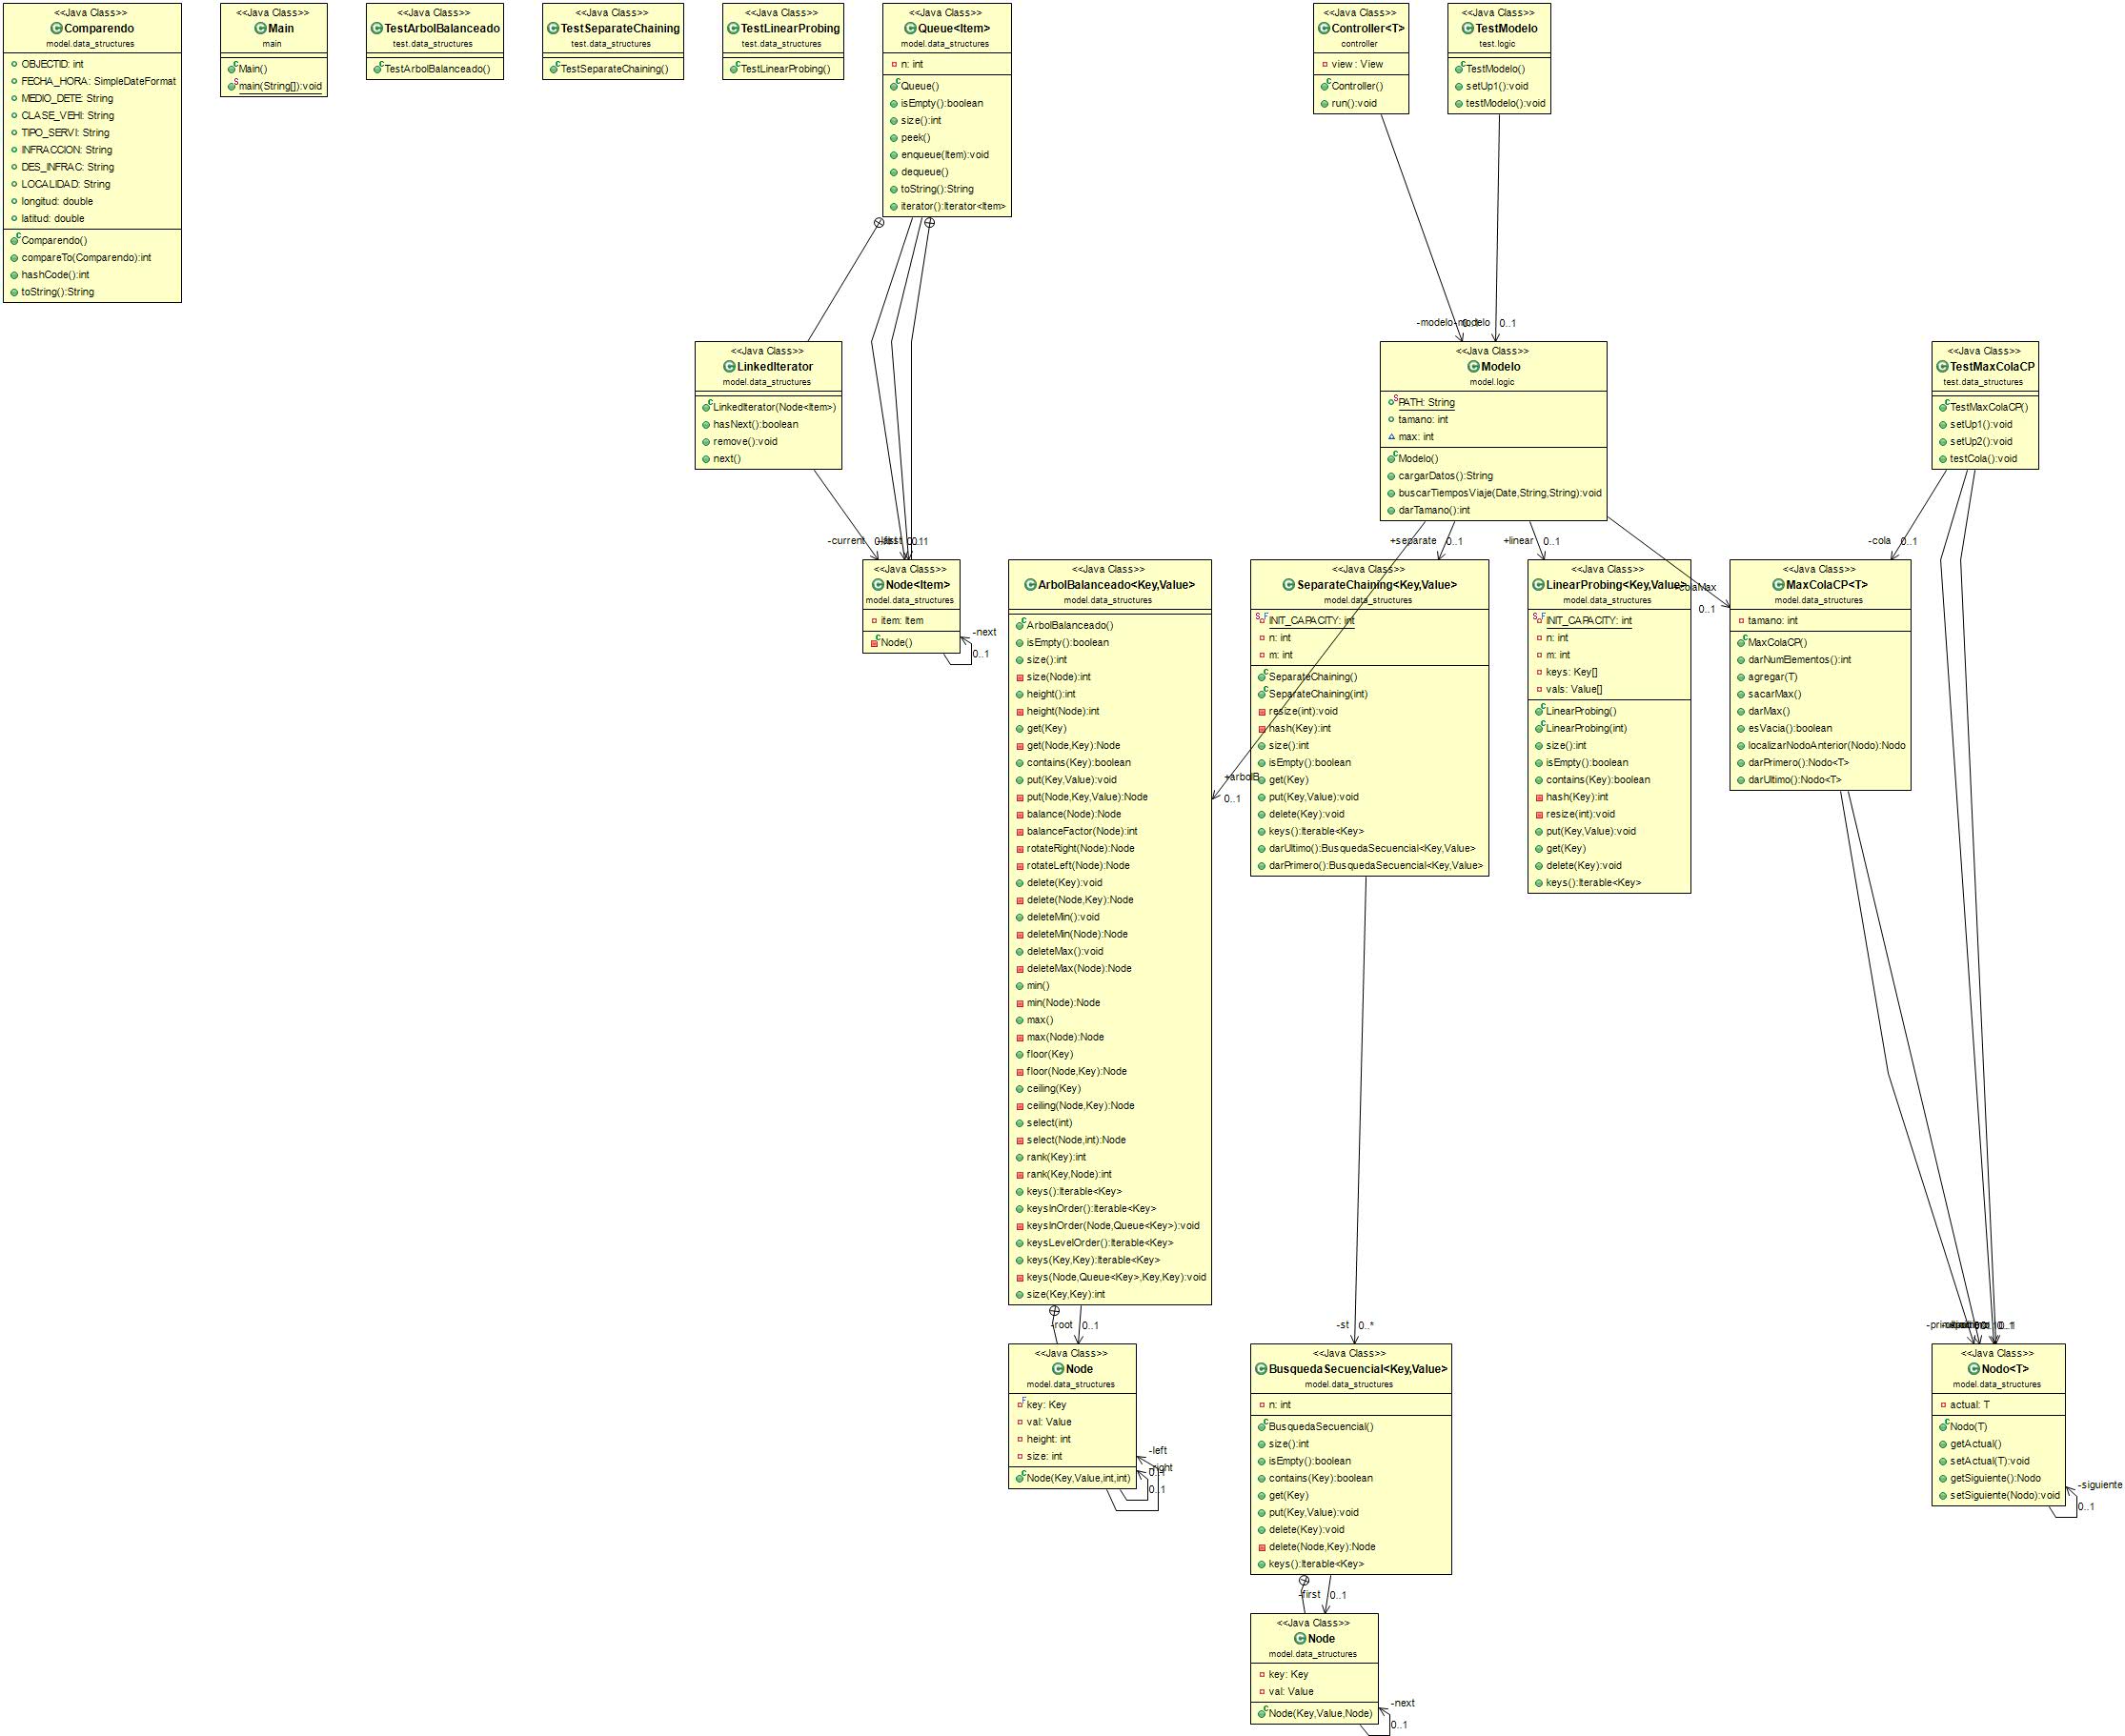 <<Java Class>>
Comparendo
model.data_structures
OBJECTID: int
FECHA_HORA: SimpleDateFormat
MEDIO_DETE: String
CLASE_VEHI: String
TIPO_SERVI: String
INFRACCION: String
DES_INFRAC: String
LOCALIDAD: String
longitud: double
latitud: double
Comparendo()
compareTo(Comparendo):int
hashCode():int
toString():String
<<Java Class>>
Main
main
Main()
main(String[]):void
<<Java Class>>
TestArbolBalanceado
test.data_structures
TestArbolBalanceado()
<<Java Class>>
TestSeparateChaining
test.data_structures
TestSeparateChaining()
<<Java Class>>
TestLinearProbing
test.data_structures
TestLinearProbing()
<<Java Class>>
Queue<Item>
model.data_structures
n: int
Queue()
isEmpty():boolean
size():int
peek()
enqueue(Item):void
dequeue()
toString():String
iterator():Iterator<Item>
<<Java Class>>
Controller<T>
controller
view : View
Controller()
run():void
<<Java Class>>
TestModelo
test.logic
TestModelo()
setUp1():void
testModelo():void
-modelo
0..1
<<Java Class>>
LinkedIterator
model.data_structures
LinkedIterator(Node<Item>)
hasNext():boolean
remove():void
next()
<<Java Class>>
Modelo
model.logic
PATH: String
tamano: int
max: int
Modelo()
cargarDatos():String
buscarTiemposViaje(Date,String,String):void
darTamano():int
<<Java Class>>
TestMaxColaCP
test.data_structures
TestMaxColaCP()
setUp1():void
setUp2():void
testCola():void
-current
+separate
0..1
+linear
0..1
-cola
0..1
<<Java Class>>
Node<Item>
model.data_structures
item: Item
Node()
-next
0..1
<<Java Class>>
ArbolBalanceado<Key,Value>
model.data_structures
ArbolBalanceado()
isEmpty():boolean
size():int
size(Node):int
height():int
height(Node):int
get(Key)
get(Node,Key):Node
contains(Key):boolean
put(Key,Value):void
put(Node,Key,Value):Node
balance(Node):Node
balanceFactor(Node):int
rotateRight(Node):Node
rotateLeft(Node):Node
delete(Key):void
delete(Node,Key):Node
deleteMin():void
deleteMin(Node):Node
deleteMax():void
deleteMax(Node):Node
min()
min(Node):Node
max()
max(Node):Node
floor(Key)
floor(Node,Key):Node
ceiling(Key)
ceiling(Node,Key):Node
select(int)
select(Node,int):Node
rank(Key):int
rank(Key,Node):int
keys():Iterable<Key>
keysInOrder():Iterable<Key>
keysInOrder(Node,Queue<Key>):void
keysLevelOrder():Iterable<Key>
keys(Key,Key):Iterable<Key>
keys(Node,Queue<Key>,Key,Key):void
size(Key,Key):int
+arbolB
0..1
<<Java Class>>
SeparateChaining<Key,Value>
model.data_structures
INIT_CAPACITY: int
n: int
m: int
SeparateChaining()
SeparateChaining(int)
resize(int):void
hash(Key):int
size():int
isEmpty():boolean
get(Key)
put(Key,Value):void
delete(Key):void
keys():Iterable<Key>
darUltimo():BusquedaSecuencial<Key,Value>
darPrimero():BusquedaSecuencial<Key,Value>
<<Java Class>>
LinearProbing<Key,Value>
model.data_structures
INIT_CAPACITY: int
n: int
m: int
keys: Key[]
vals: Value[]
LinearProbing()
LinearProbing(int)
size():int
isEmpty():boolean
contains(Key):boolean
hash(Key):int
resize(int):void
put(Key,Value):void
get(Key)
delete(Key):void
keys():Iterable<Key>
0..1
<<Java Class>>
MaxColaCP<T>
model.data_structures
tamano: int
MaxColaCP()
darNumElementos():int
agregar(T)
sacarMax()
darMax()
esVacia():boolean
localizarNodoAnterior(Nodo):Nodo
darPrimero():Nodo<T>
darUltimo():Nodo<T>
-root
0..1
-st
0..*
<<Java Class>>
Node
model.data_structures
key: Key
val: Value
height: int
size: int
Node(Key,Value,int,int)
-left
0..1
<<Java Class>>
BusquedaSecuencial<Key,Value>
model.data_structures
n: int
BusquedaSecuencial()
size():int
isEmpty():boolean
contains(Key):boolean
get(Key)
put(Key,Value):void
delete(Key):void
delete(Node,Key):Node
keys():Iterable<Key>
<<Java Class>>
Nodo<T>
model.data_structures
actual: T
Nodo(T)
getActual()
setActual(T):void
getSiguiente():Nodo
setSiguiente(Nodo):void
-siguiente
0..1
-first
0..1
<<Java Class>>
Node
model.data_structures
key: Key
val: Value
Node(Key,Value,Node)
-next
0..1